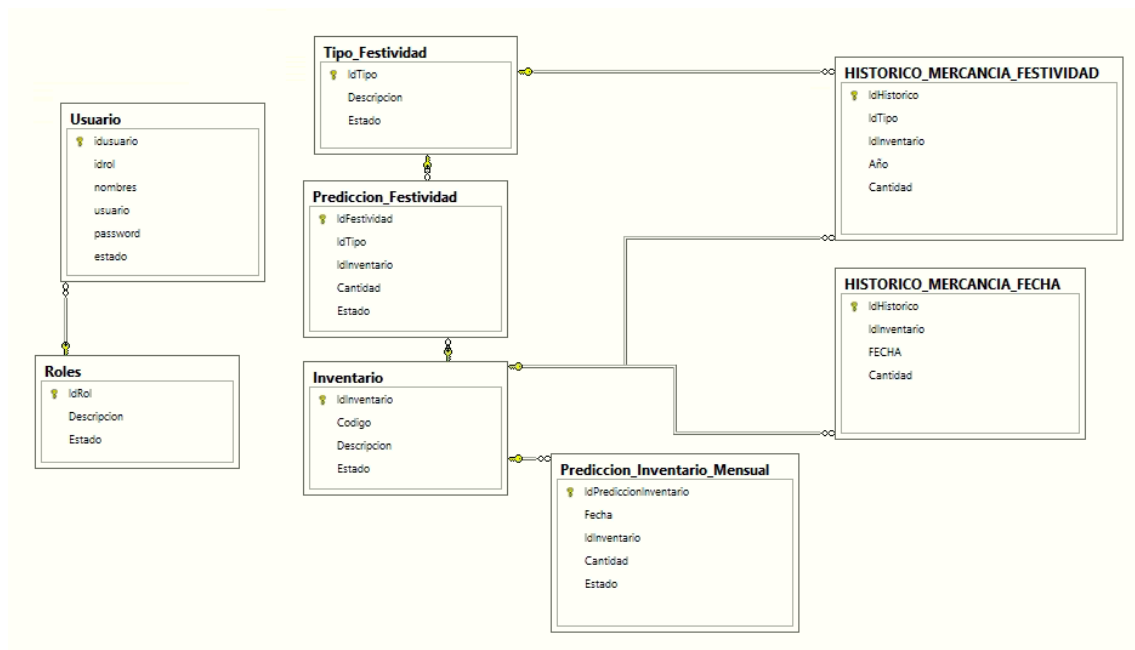 Usuario
idusuario
idrol
nombres
usuario
password
estado
Roles
IdRol
Descripcion
Estado
Tipo_Festividad
IdTipo
Descripcion
Estado
Prediccion_Festividad
IdFestividad
IdTipo
IdInventario
Cantidad
Estado
Inventario
IdInventario
Codigo
Descripcion
Estado
Prediccion_Inventario_Mensual
IdPrediccionInventario
Fecha
IdInventario
Cantidad
Estado
HISTORICO_MERCANCIA_FESTIVIDAD
IdHistorico
IdTipo
IdInventario
Año
Cantidad
HISTORICO_MERCANCIA_FECHA
IdHistorico
IdInventario
FECHA
Cantidad